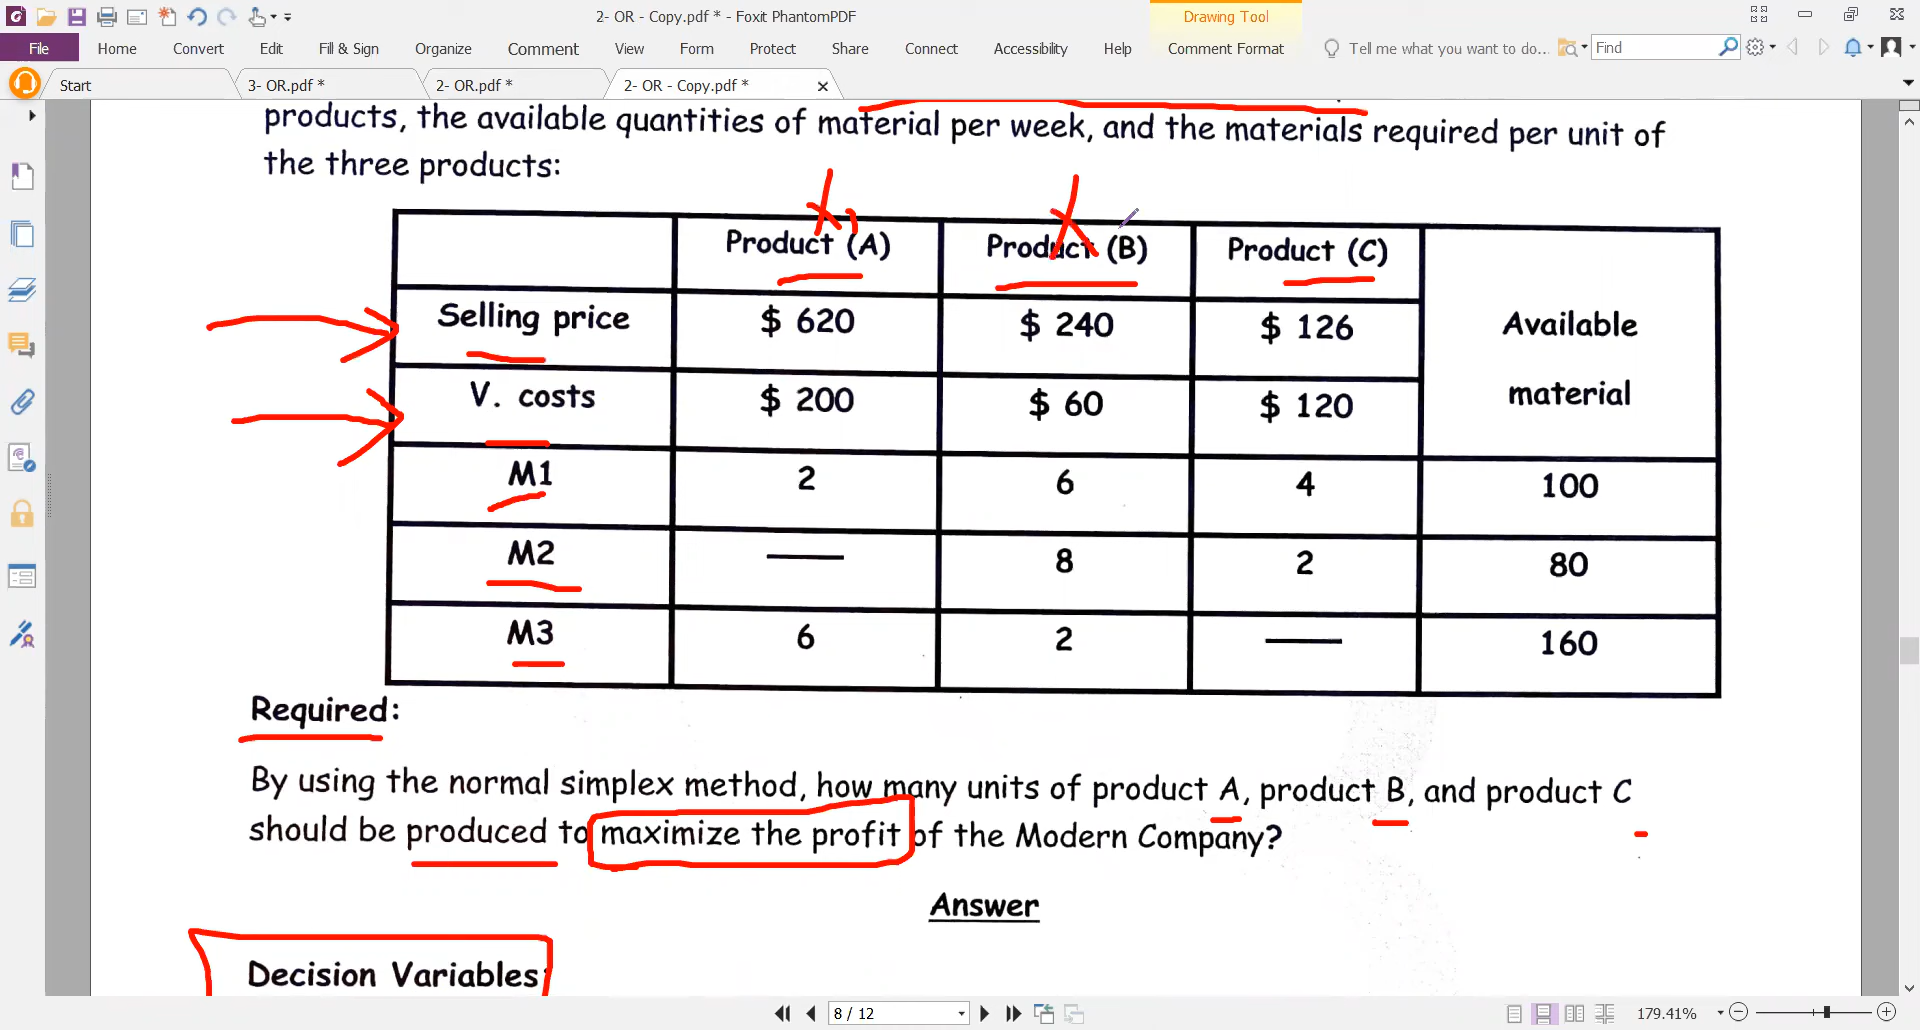 2- OR - Copy.pdf * - Foxit PhantomPDF
Drawing Tool
File Home Convert Edit Fill & Sign Organize Comment View Form Protect Share Connect Accessibility Help Comment Format Tell me what you want to do... Find
Start 3- OR.pdf * 2- OR.pdf * 2- OR - Copy.pdf *
products, the available quantities of material per week, and the materials required per unit of
the three products:
X1 X
Product (A) Product (B) Product (C)
Selling price $ 620 $ 240 $ 126 Available
V. costs $ 200 $ 60 $ 120 material
M1 2 6 4 100
M2 — 8 2 80
M3 6 2 — 160
Required:
By using the normal simplex method, how many units of product A, product B, and product C
should be produced to maximize the profit of the Modern Company?
Answer
Decision Variables:
8 / 12 179.41%